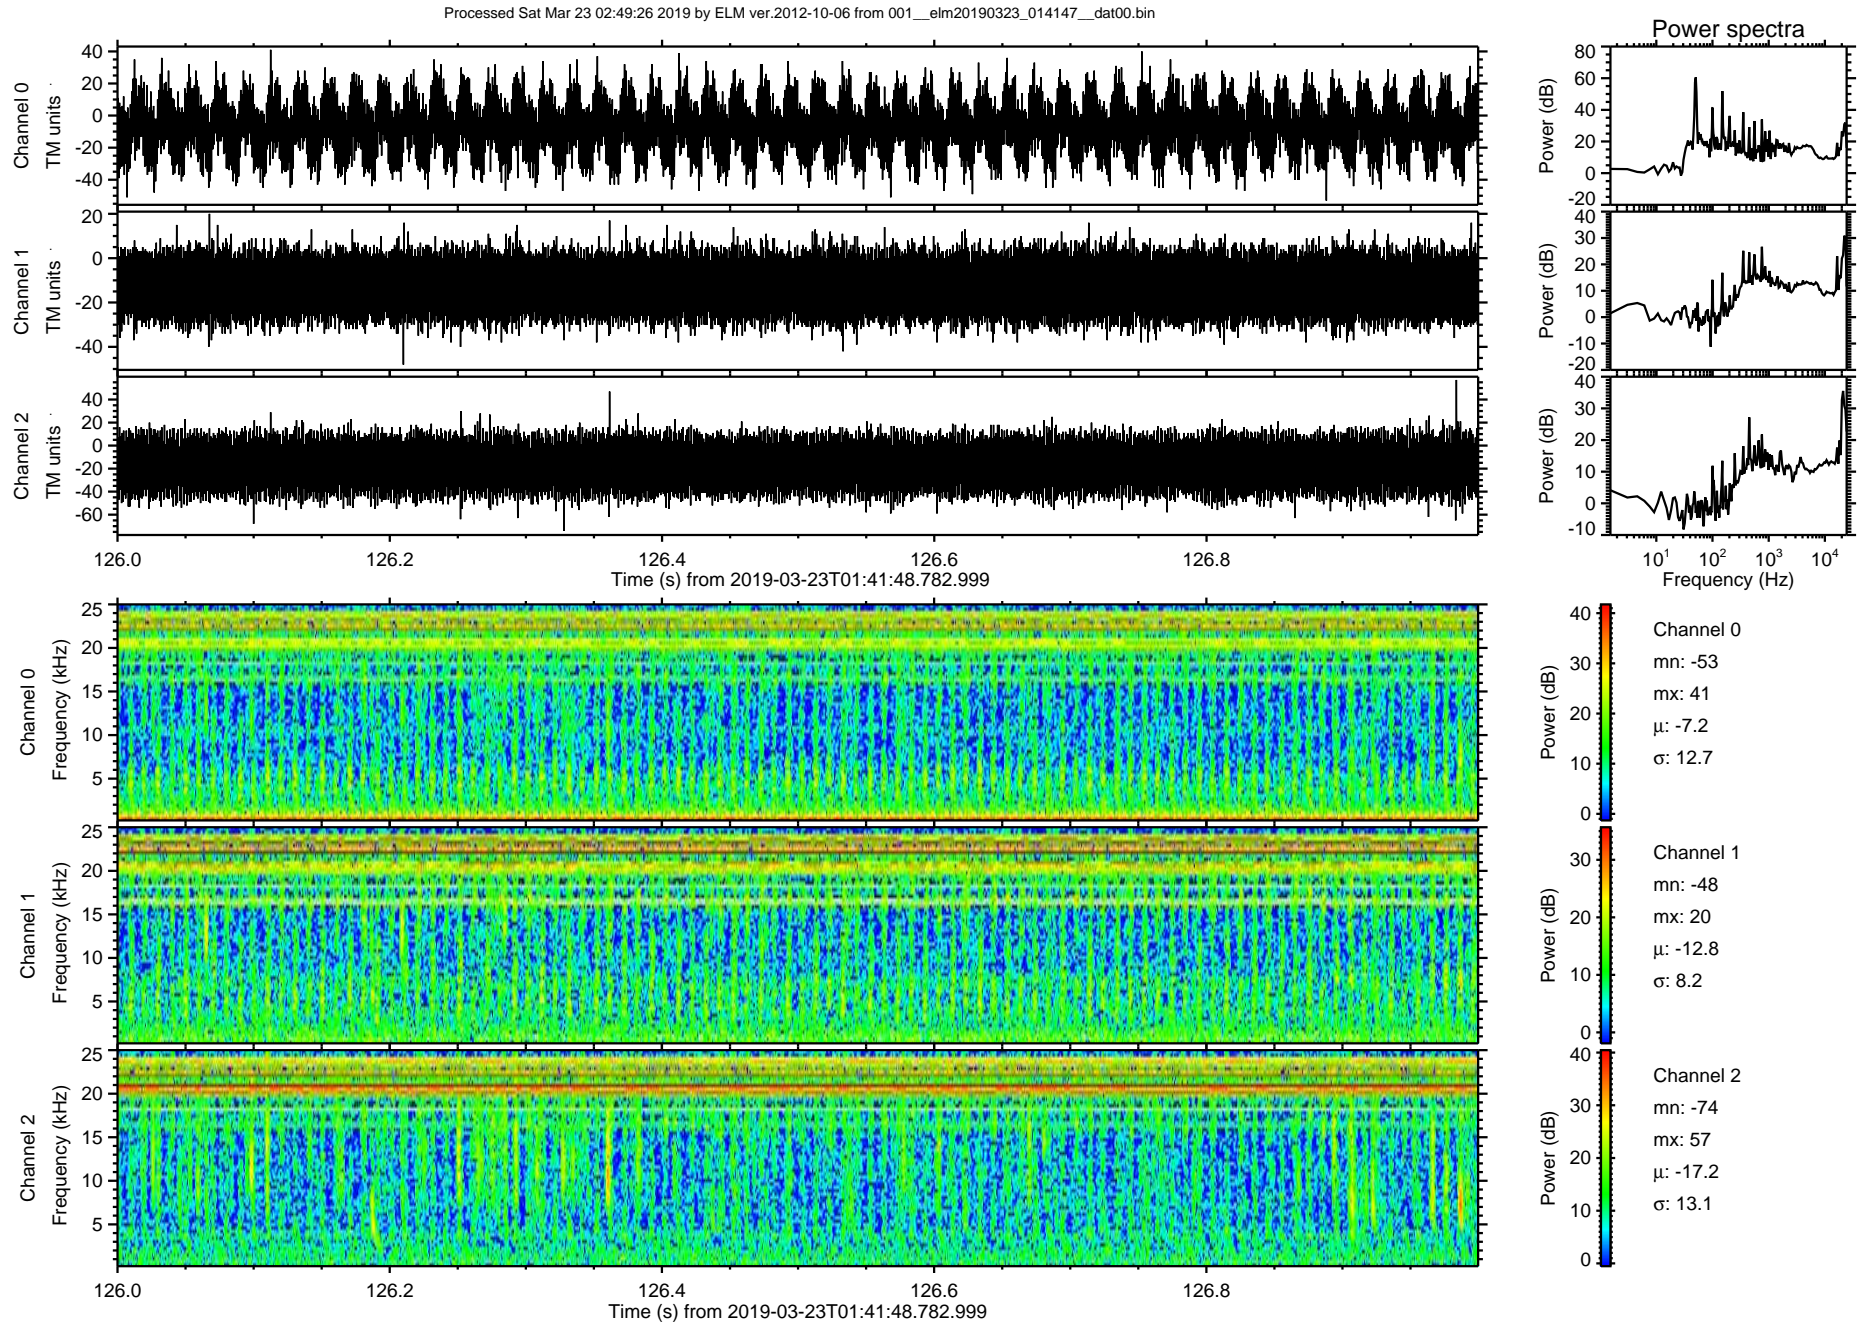 Processed Sat Mar 23 02:49:26 2019 by ELM ver.2012-10-06 from 001__elm20190323_014147__dat00.bin
Power spectra
Channel 0
TM units
40
20
0
-20
-40
Power (dB)
80
60
40
20
0
-20
Channel 1
TM units
20
0
-20
-40
Power (dB)
40
30
20
10
0
-10
-20
Channel 2
TM units
40
20
0
-20
-40
-60
Power (dB)
40
30
20
10
0
-10
126.0 126.2 126.4 126.6 126.8
Time (s) from 2019-03-23T01:41:48.782.999
10¹ 10² 10³ 10⁴
Frequency (Hz)
Channel 0
Frequency (kHz)
25
20
15
10
5
Power (dB)
40
30
20
10
0
Channel 0
mn: -53
mx: 41
μ: -7.2
σ: 12.7
Channel 1
Frequency (kHz)
25
20
15
10
5
Power (dB)
30
20
10
0
Channel 1
mn: -48
mx: 20
μ: -12.8
σ: 8.2
Channel 2
Frequency (kHz)
25
20
15
10
5
Power (dB)
40
30
20
10
0
Channel 2
mn: -74
mx: 57
μ: -17.2
σ: 13.1
126.0 126.2 126.4 126.6 126.8
Time (s) from 2019-03-23T01:41:48.782.999